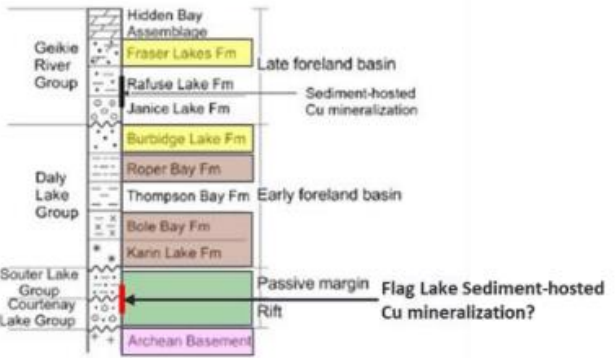 Hidden Bay
Assemblage
Geikie
River
Group
Fraser Lakes Fm
Late foreland basin
Rafuse Lake Fm
Sediment-hosted
Cu mineralization
Janice Lake Fm
Burbidge Lake Fm
Roper Bay Fm
Daly
Lake
Group
Thompson Bay Fm
Early foreland basin
Bole Bay Fm
Karin Lake Fm
Souter Lake
Group
Courtenay
Lake Group
Passive margin
Rift
Flag Lake Sediment-hosted
Cu mineralization?
Archean Basement